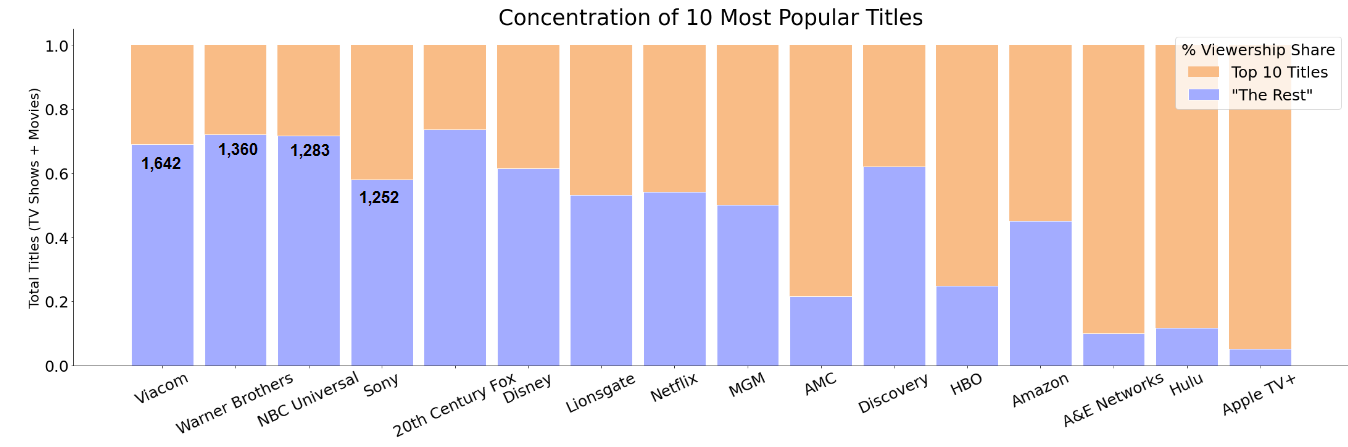 Concentration of 10 Most Popular Titles
% Viewership Share
Top 10 Titles
"The Rest"
Total Titles (TV Shows + Movies)
1.0
0.8
0.6
0.4
0.2
0.0
1,642
1,360
1,283
1,252
Viacom
Warner Brothers
NBC Universal
Sony
20th Century Fox
Disney
Lionsgate
Netflix
MGM
AMC
Discovery
HBO
Amazon
A&E Networks
Hulu
Apple TV+